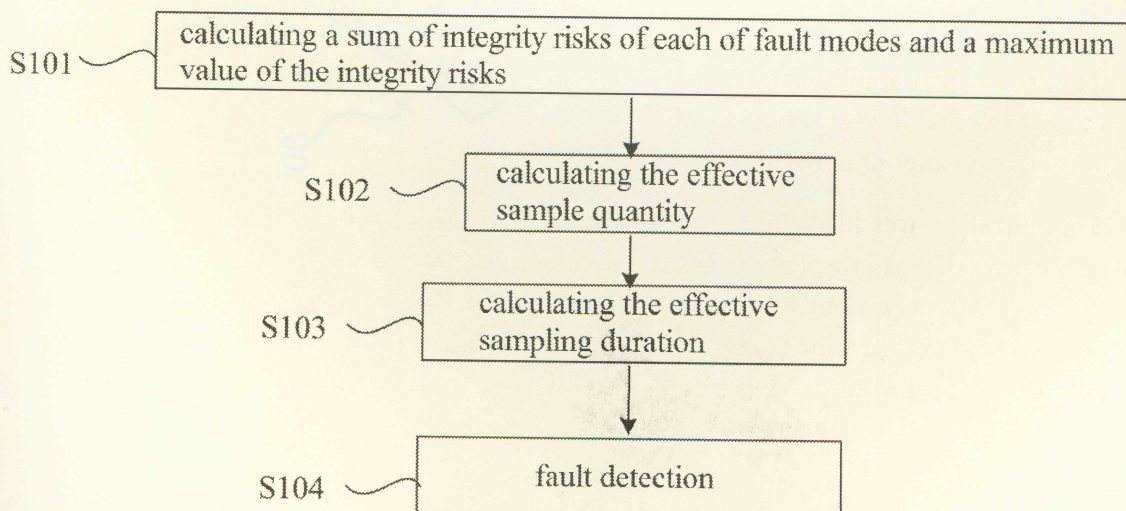 calculating a sum of integrity risks of each of fault modes and a maximum
value of the integrity risks
S101
calculating the effective
sample quantity
S102
calculating the effective
sampling duration
S103
fault detection
S104